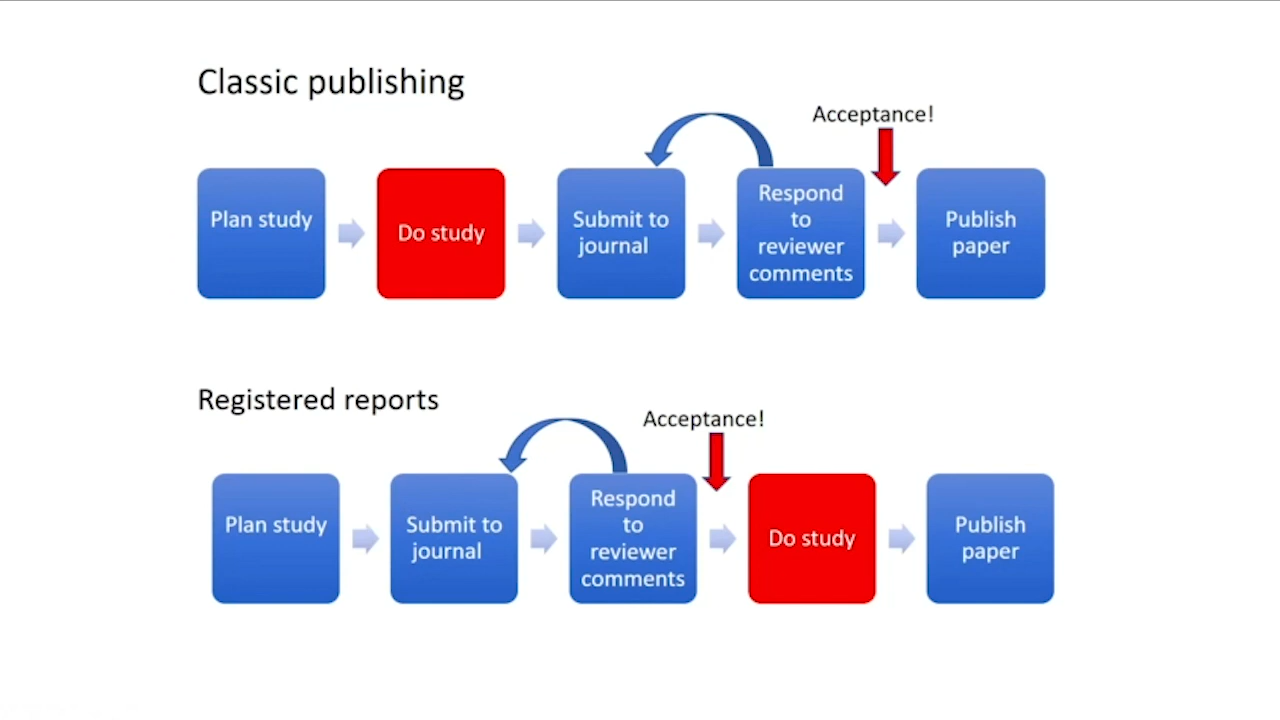 Classic publishing
Acceptance!
Plan study
Do study
Submit to
journal
Respond
to
reviewer
comments
Publish
paper
Registered reports
Acceptance!
Plan study
Submit to
journal
Respond
to
reviewer
comments
Do study
Publish
paper